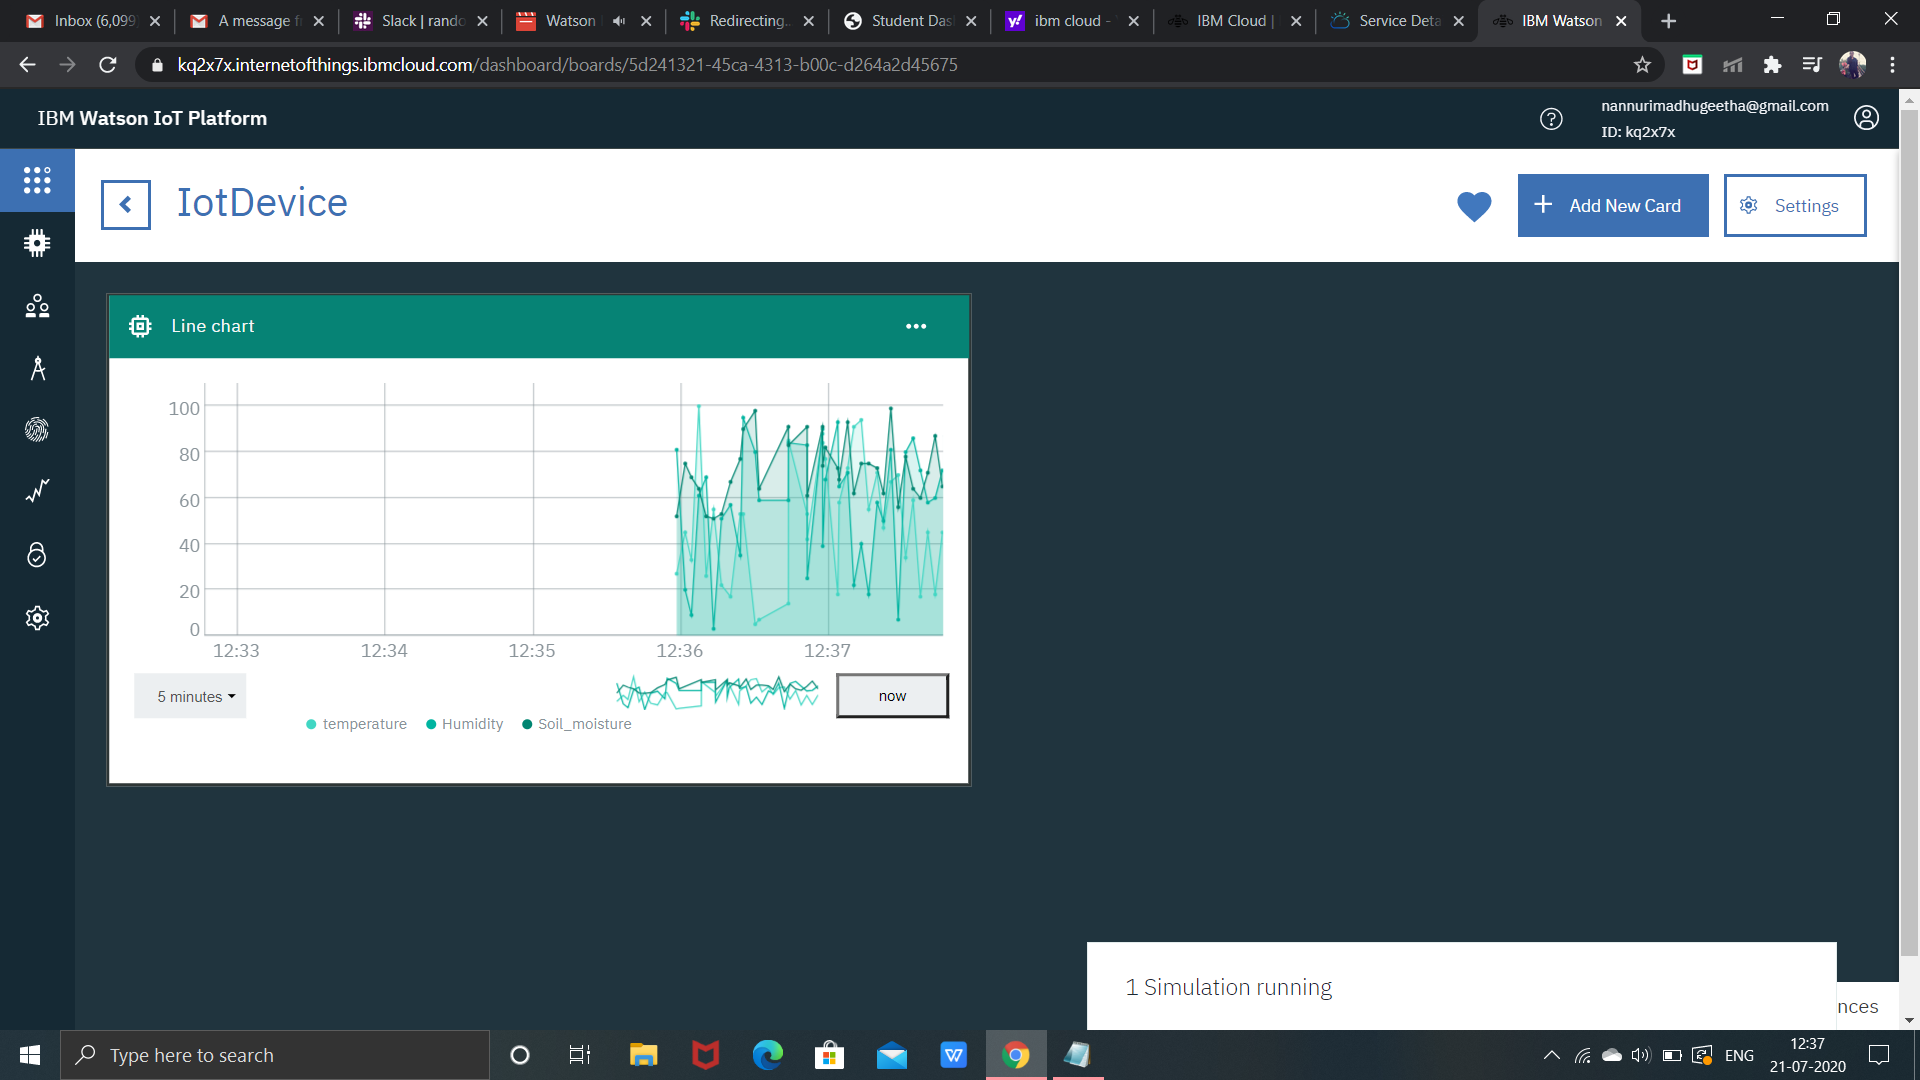 Inbox (6,099
A message f
Slack | rando
Watson
Redirecting..
Student Das
ibm cloud -
IBM Cloud |
Service Deta
IBM Watson
kq2x7x.internetofthings.ibmcloud.com/dashboard/boards/5d241321-45ca-4313-b00c-d264a2d45675
IBM Watson IoT Platform
nannurimadhugeetha@gmail.com
ID: kq2x7x
IotDevice
Add New Card
Settings
Line chart
100
80
60
40
20
0
12:33 12:34 12:35 12:36 12:37
5 minutes
now
temperature Humidity Soil_moisture
1 Simulation running
nces
Type here to search
ENG
12:37
21-07-2020